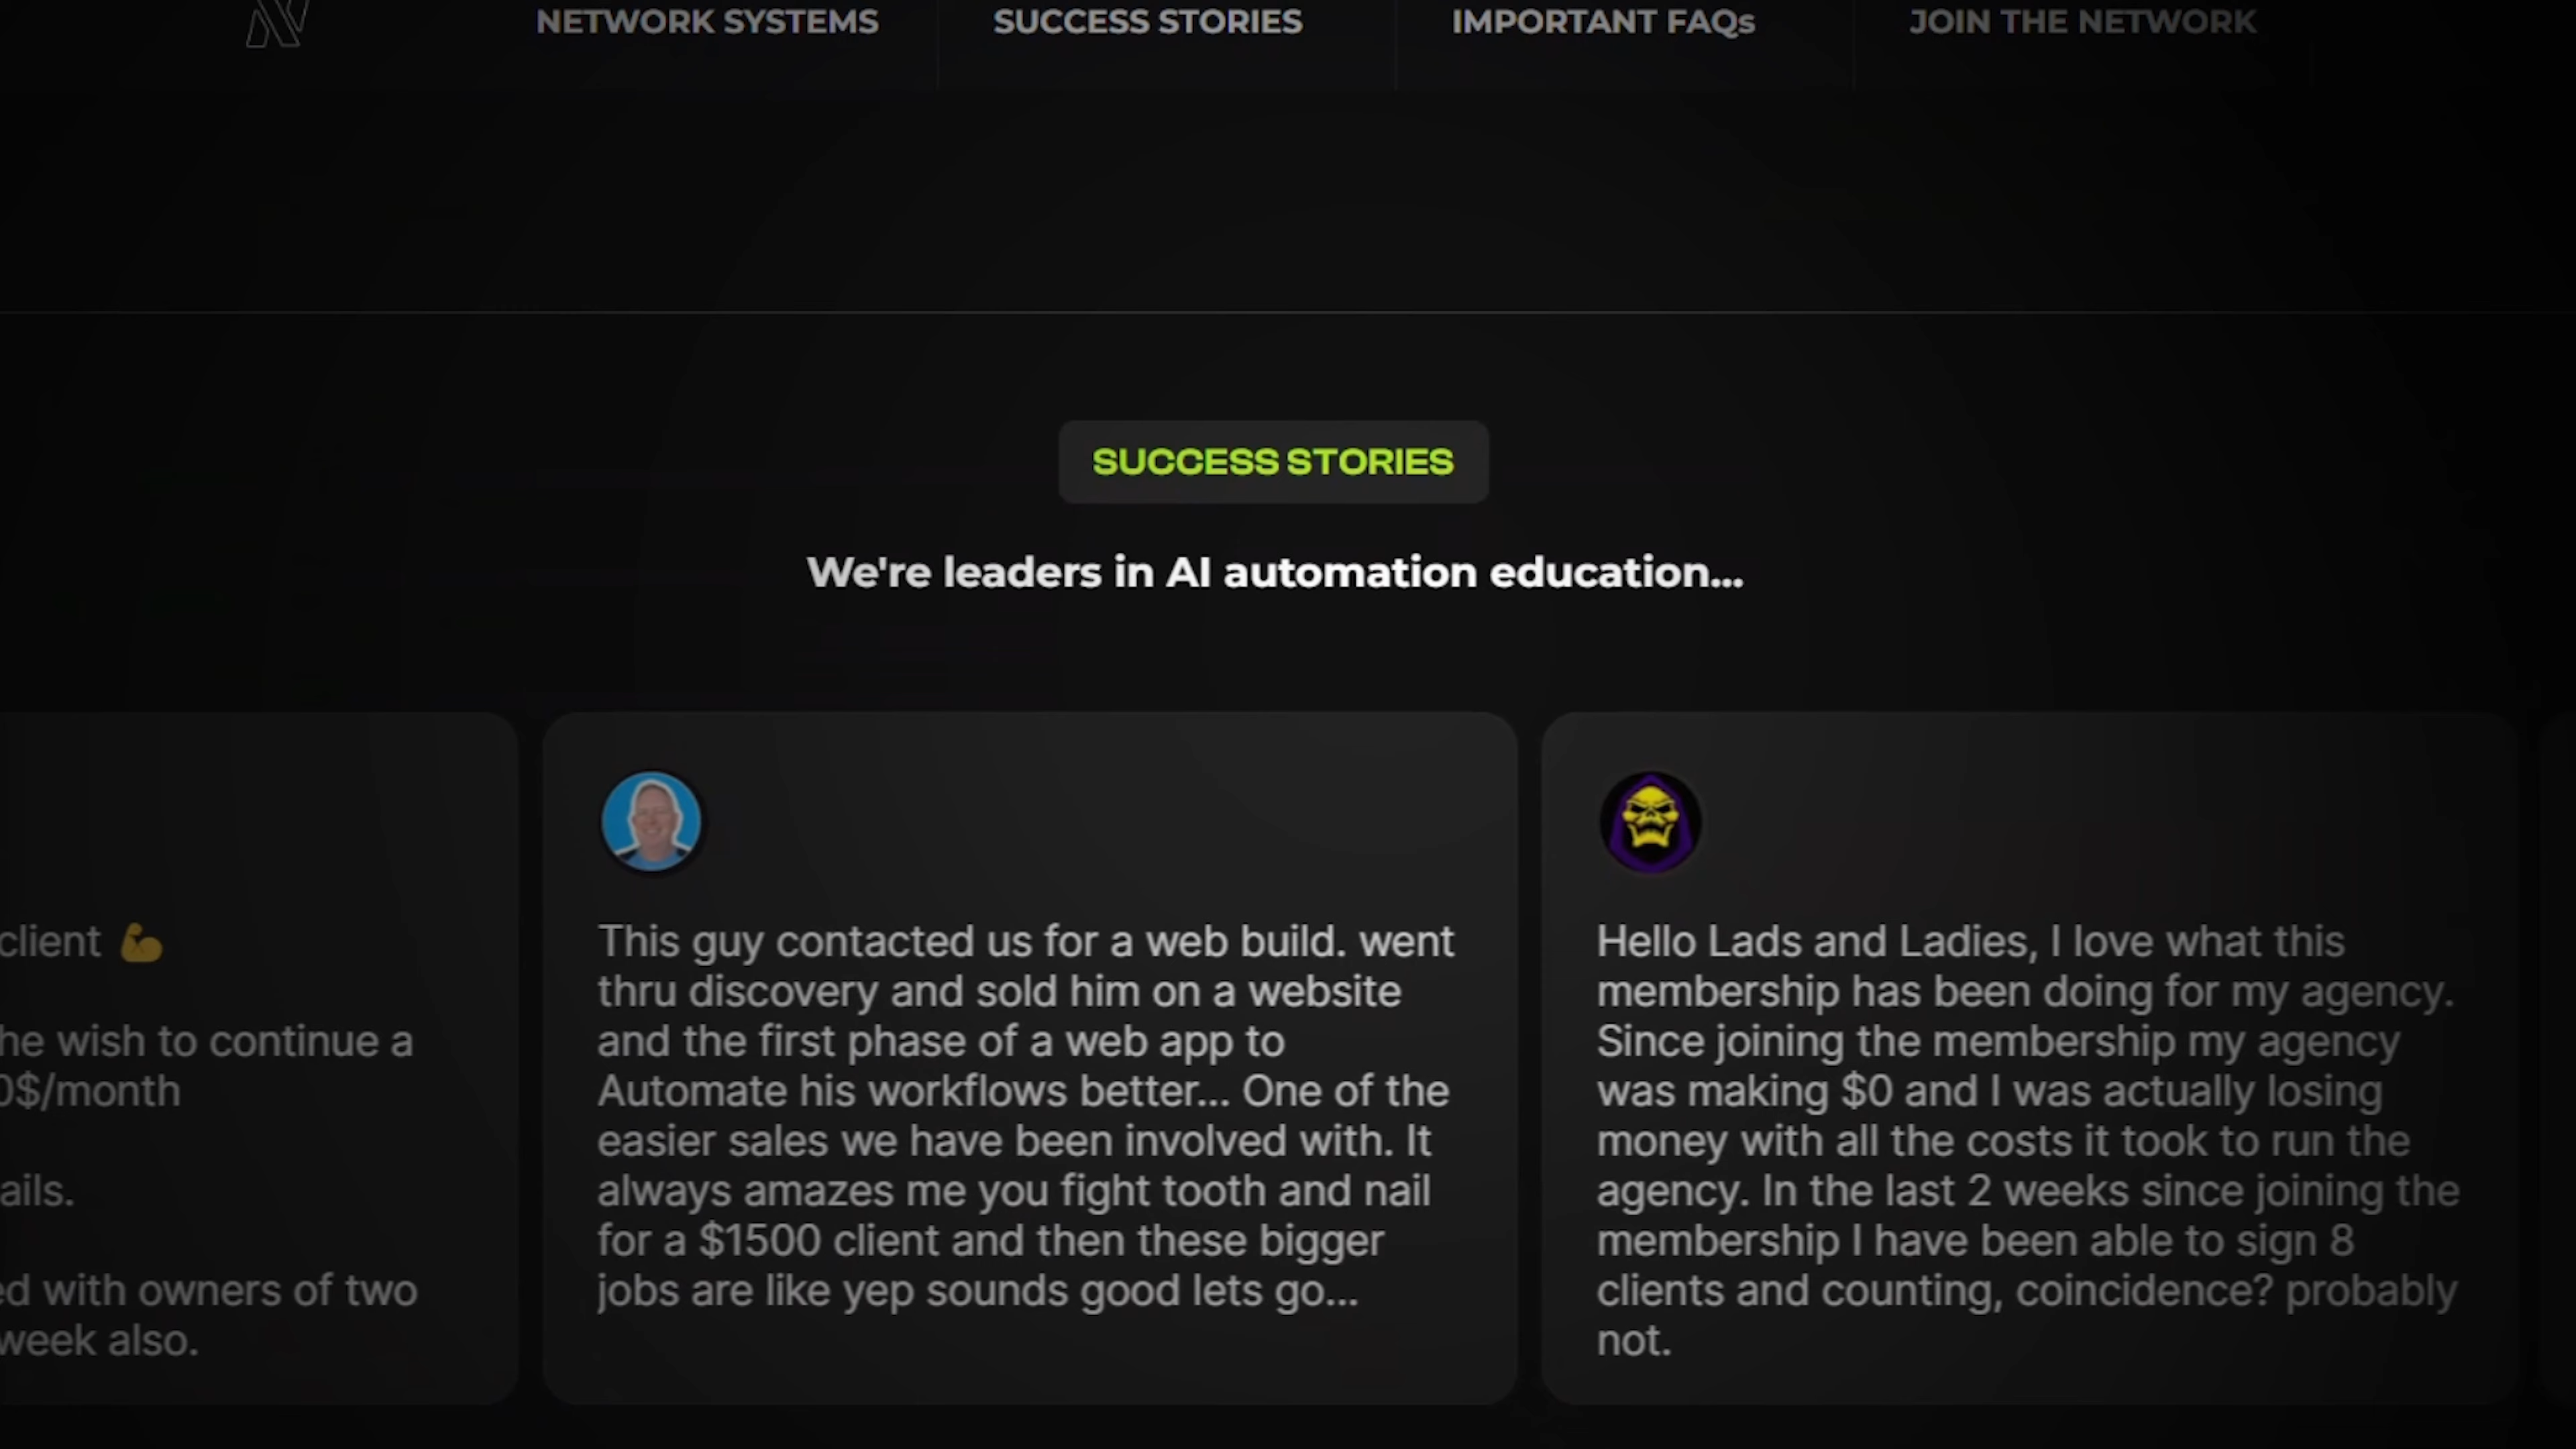 NETWORK SYSTEMS
SUCCESS STORIES
IMPORTANT FAQs
JOIN THE NETWORK
SUCCESS STORIES
We're leaders in AI automation education...
client 💪
he wish to continue a
0$/month
ails.
ed with owners of two
week also.
This guy contacted us for a web build. went
thru discovery and sold him on a website
and the first phase of a web app to
Automate his workflows better... One of the
easier sales we have been involved with. It
always amazes me you fight tooth and nail
for a $1500 client and then these bigger
jobs are like yep sounds good lets go...
Hello Lads and Ladies, I love what this
membership has been doing for my agency.
Since joining the membership my agency
was making $0 and I was actually losing
money with all the costs it took to run the
agency. In the last 2 weeks since joining the
membership I have been able to sign 8
clients and counting, coincidence? probably
not.